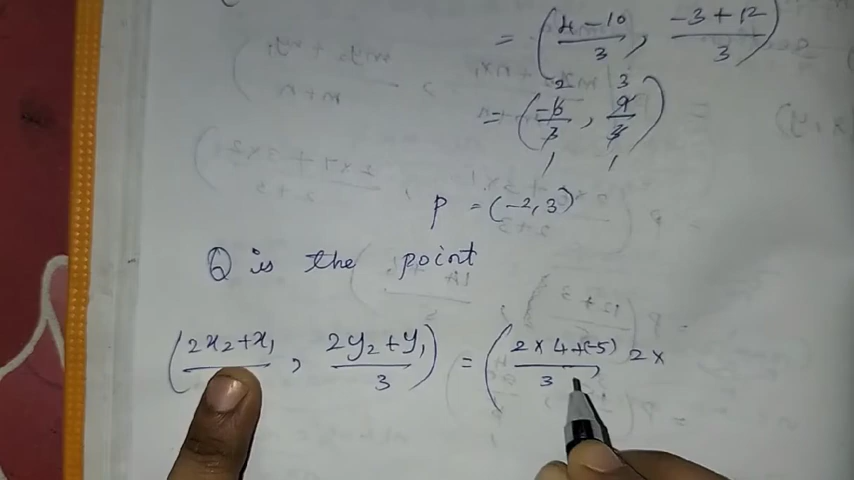 = ( 4 - 10 / 3 , -3 + 12 / 3 )
= ( -6 / 3 , 9 / 3 )
P = (-2, 3)
Q is the point
( 2x₂ + x₁ / , 2y₂ + y₁ / 3 ) = ( 2 × 4 + (-5) / 3 , 2 ×